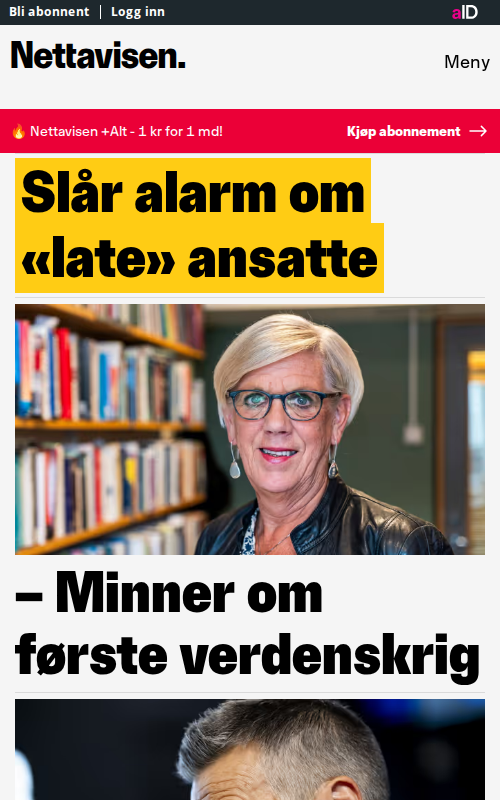 Bli abonnent | Logg inn
aID
Nettavisen.
Meny
🔥 Nettavisen +Alt - 1 kr for 1 md!
Kjøp abonnement →
Slår alarm om
«late» ansatte
– Minner om
første verdenskrig